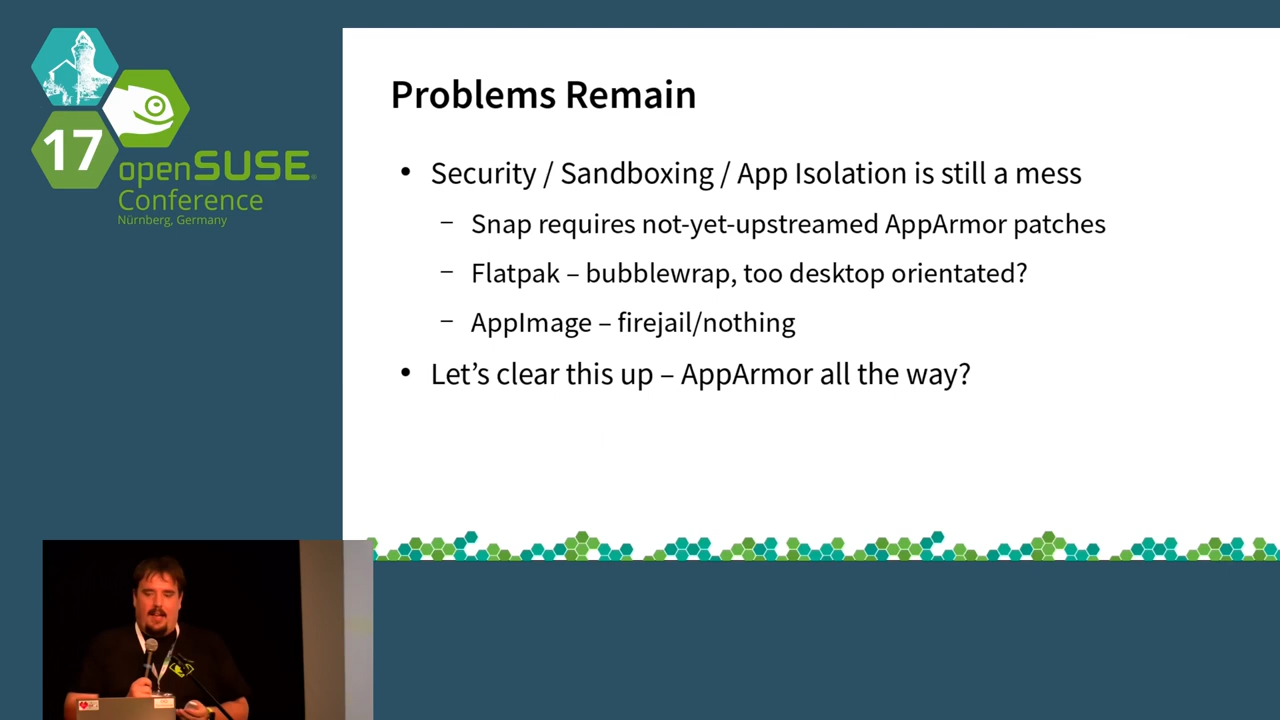 17
openSUSE
Conference
Nürnberg, Germany
Problems Remain
• Security / Sandboxing / App Isolation is still a mess
– Snap requires not-yet-upstreamed AppArmor patches
– Flatpak – bubblewrap, too desktop orientated?
– AppImage – firejail/nothing
• Let’s clear this up – AppArmor all the way?